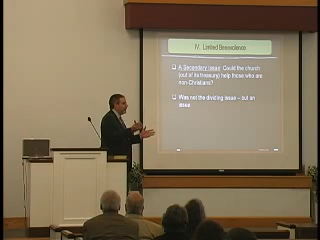 IV. Limited Benevolence
A Secondary Issue: Could the church
(out of its treasury) help those who are
non-Christians?
Was not the dividing issue – but an
issue